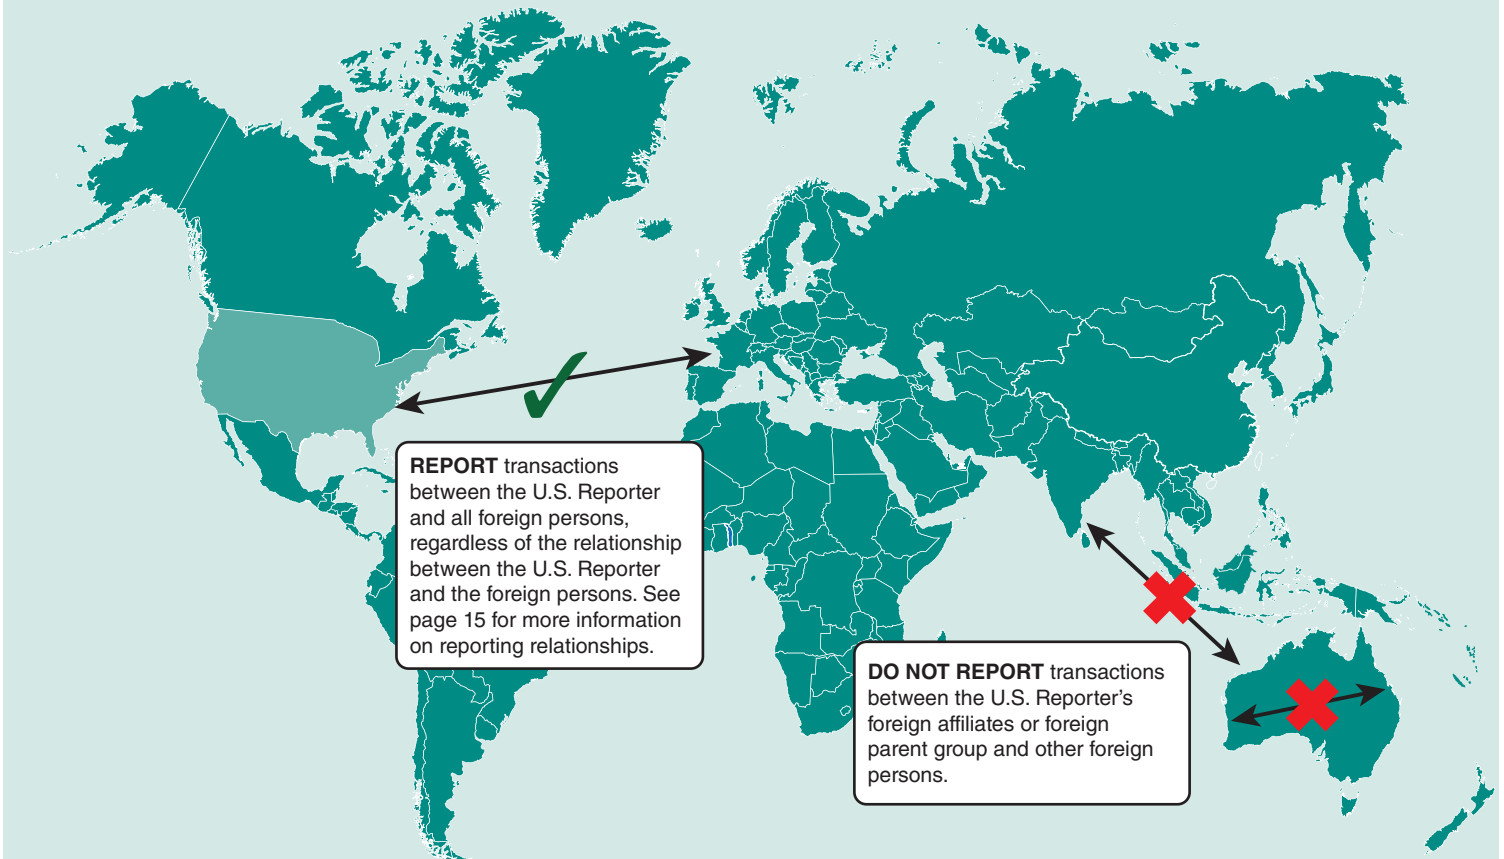 REPORT transactions
between the U.S. Reporter
and all foreign persons,
regardless of the relationship
between the U.S. Reporter
and the foreign persons. See
page 15 for more information
on reporting relationships.
DO NOT REPORT transactions
between the U.S. Reporter’s
foreign affiliates or foreign
parent group and other foreign
persons.